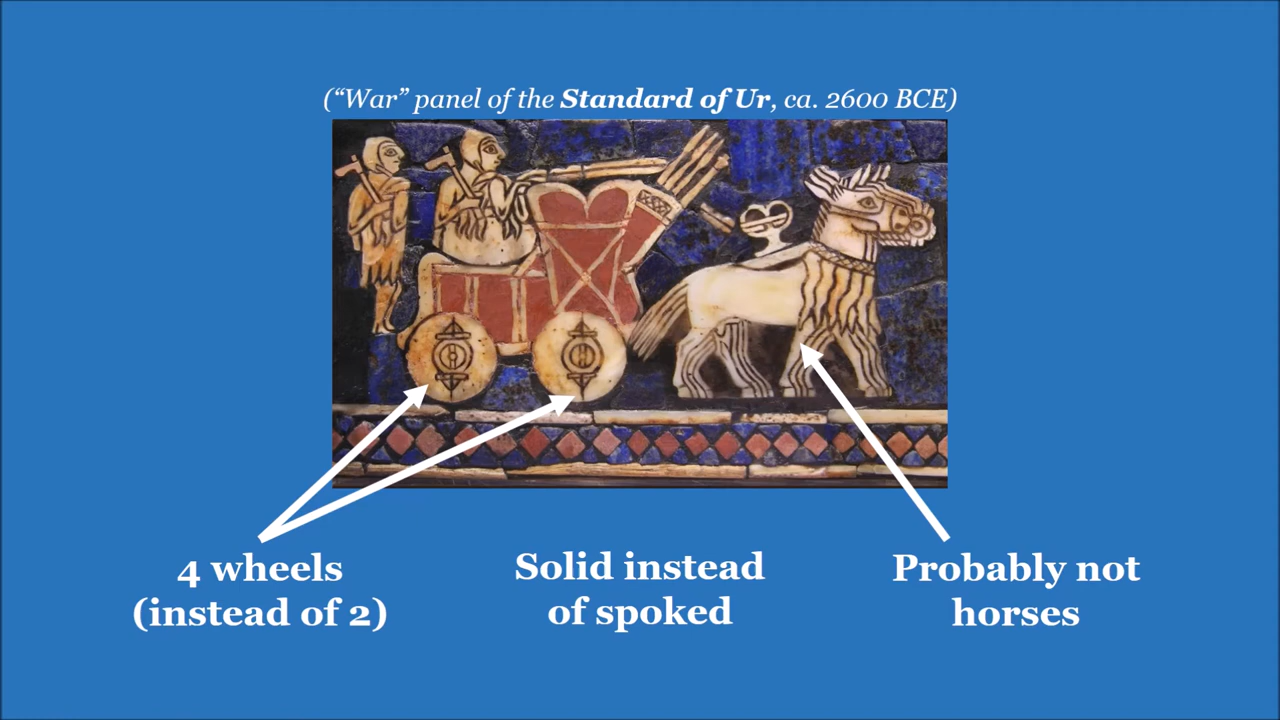 (“War” panel of the Standard of Ur, ca. 2600 BCE)
4 wheels
(instead of 2)
Solid instead
of spoked
Probably not
horses